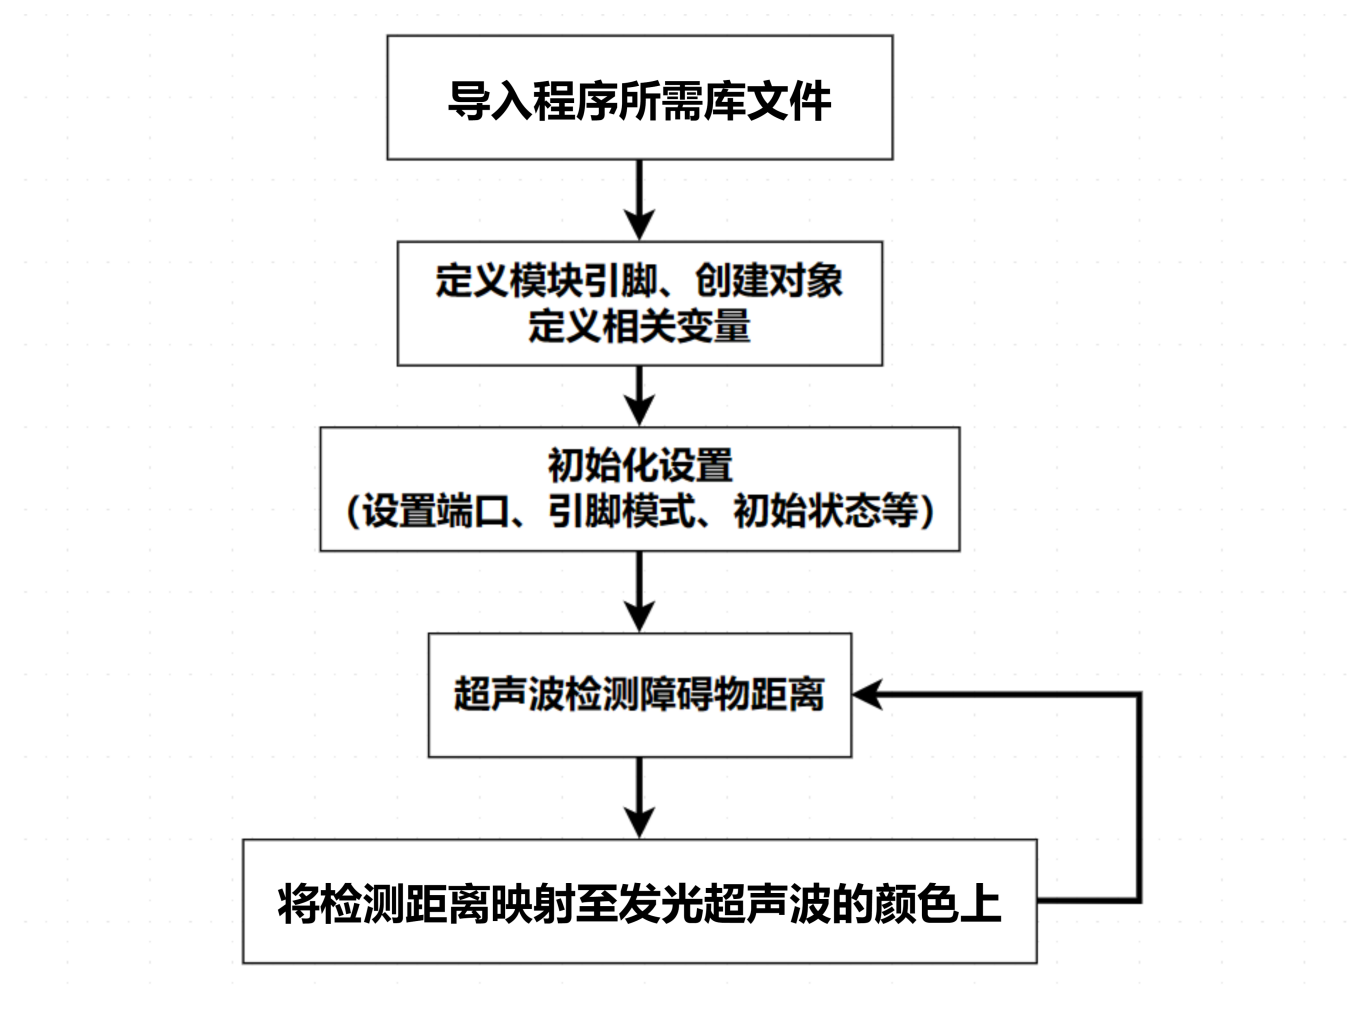 导入程序所需库文件
定义模块引脚、创建对象
定义相关变量
初始化设置
（设置端口、引脚模式、初始状态等）
超声波检测障碍物距离
将检测距离映射至发光超声波的颜色上